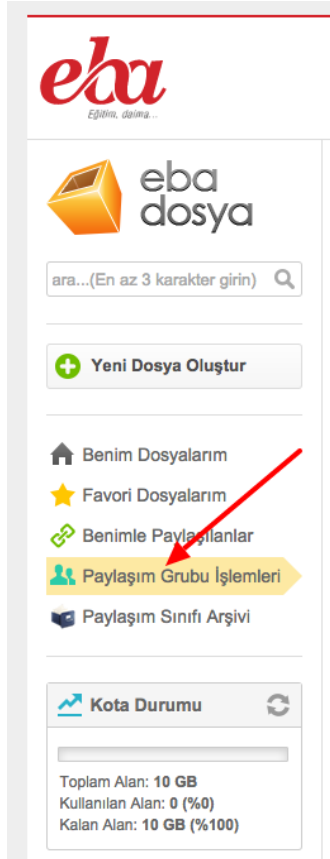 eba
Eğitim, daima...
eba
dosya
ara...(En az 3 karakter girin)
Yeni Dosya Oluştur
Benim Dosyalarım
Favori Dosyalarım
Benimle Paylaşılanlar
Paylaşım Grubu İşlemleri
Paylaşım Sınıfı Arşivi
Kota Durumu
Toplam Alan: 10 GB
Kullanılan Alan: 0 (%0)
Kalan Alan: 10 GB (%100)